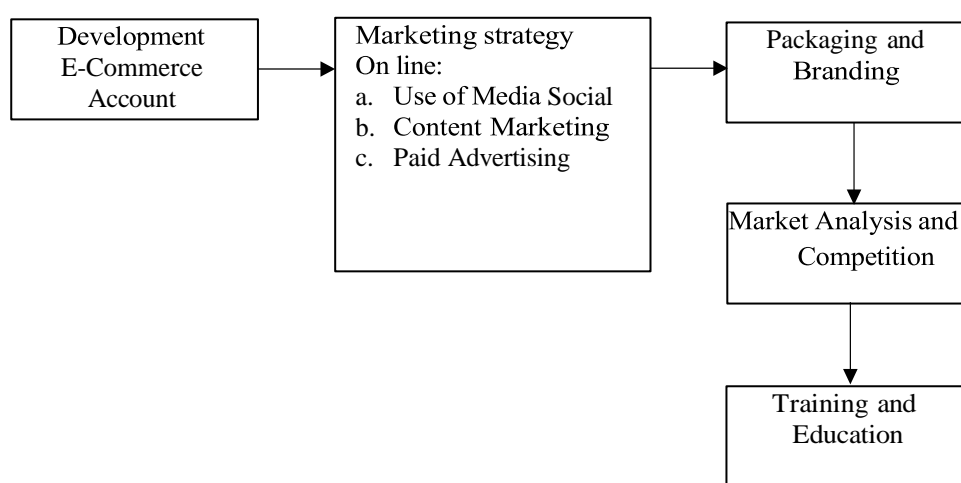 Development
E-Commerce
Account
Marketing strategy
On line:
a. Use of Media Social
b. Content Marketing
c. Paid Advertising
Packaging and
Branding
Market Analysis and
Competition
Training and
Education